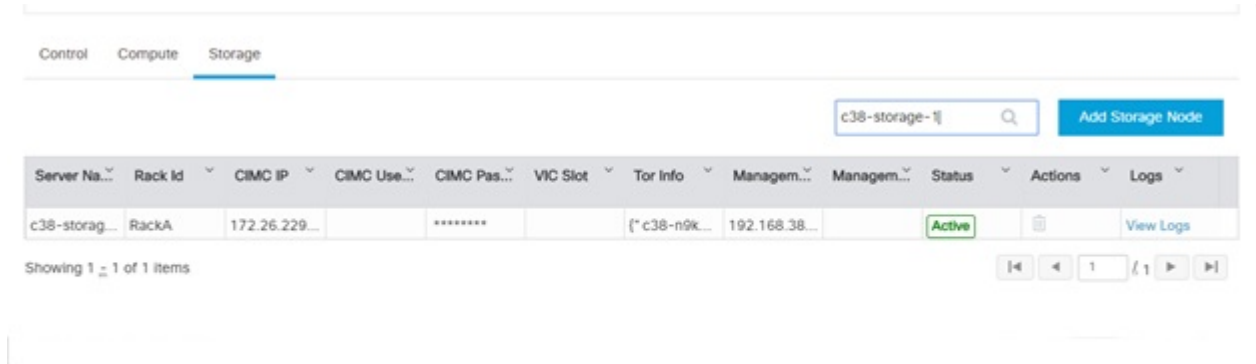 Control Compute Storage
c38-storage-1 Add Storage Node
Server Na... Rack Id CIMC IP CIMC Use... CIMC Pas... VIC Slot Tor Info Managem... Managem... Status Actions Logs
c38-storag... RackA 172.26.229... ******** {"c38-n9k... 192.168.38... Active View Logs
Showing 1 - 1 of 1 items 1 / 1